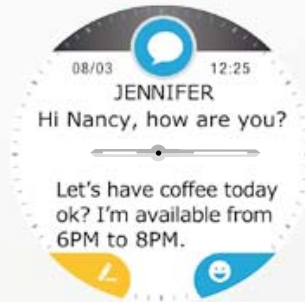 08/03 12:25
JENNIFER
Hi Nancy, how are you?
Let's have coffee today
ok? I'm available from
6PM to 8PM.